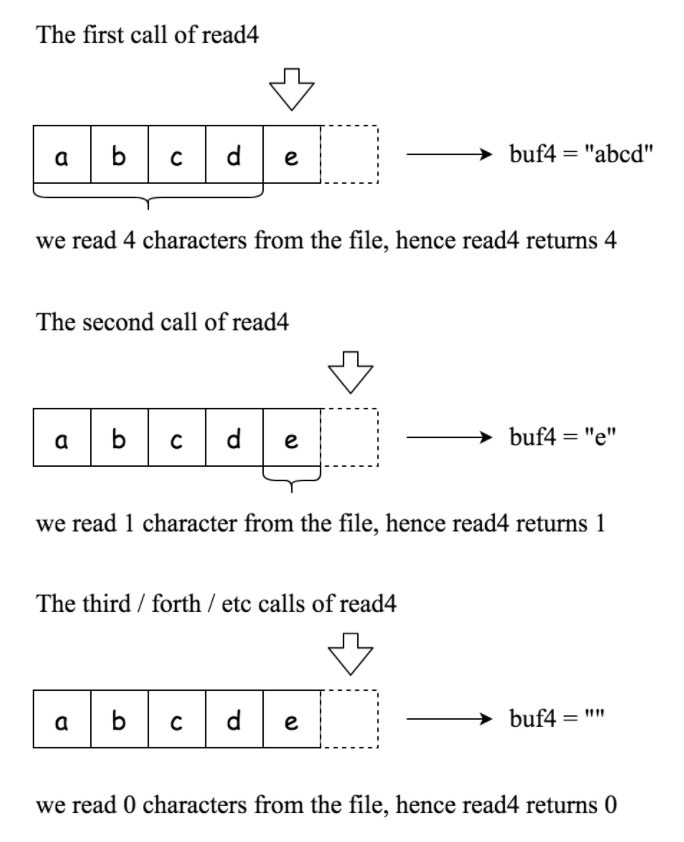 The first call of read4
a b c d e
buf4 = "abcd"
we read 4 characters from the file, hence read4 returns 4
The second call of read4
a b c d e
buf4 = "e"
we read 1 character from the file, hence read4 returns 1
The third / forth / etc calls of read4
a b c d e
buf4 = ""
we read 0 characters from the file, hence read4 returns 0